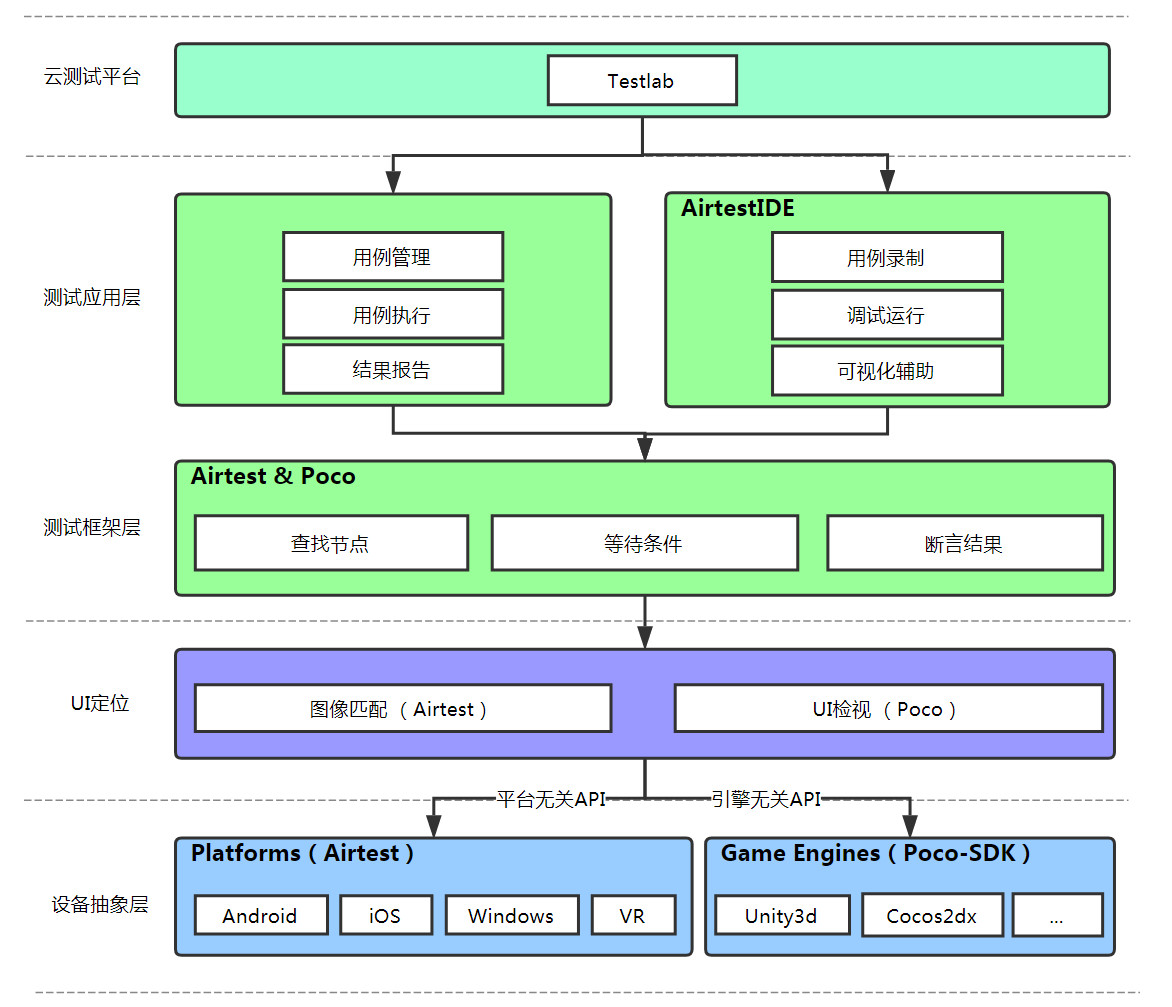 云测试平台
Testlab
测试应用层
用例管理
用例执行
结果报告
AirtestIDE
用例录制
调试运行
可视化辅助
测试框架层
Airtest & Poco
查找节点
等待条件
断言结果
UI定位
图像匹配 （ Airtest ）
UI检视 （ Poco ）
平台无关API
引擎无关API
设备抽象层
Platforms ( Airtest )
Android
iOS
Windows
VR
Game Engines ( Poco-SDK )
Unity3d
Cocos2dx
...